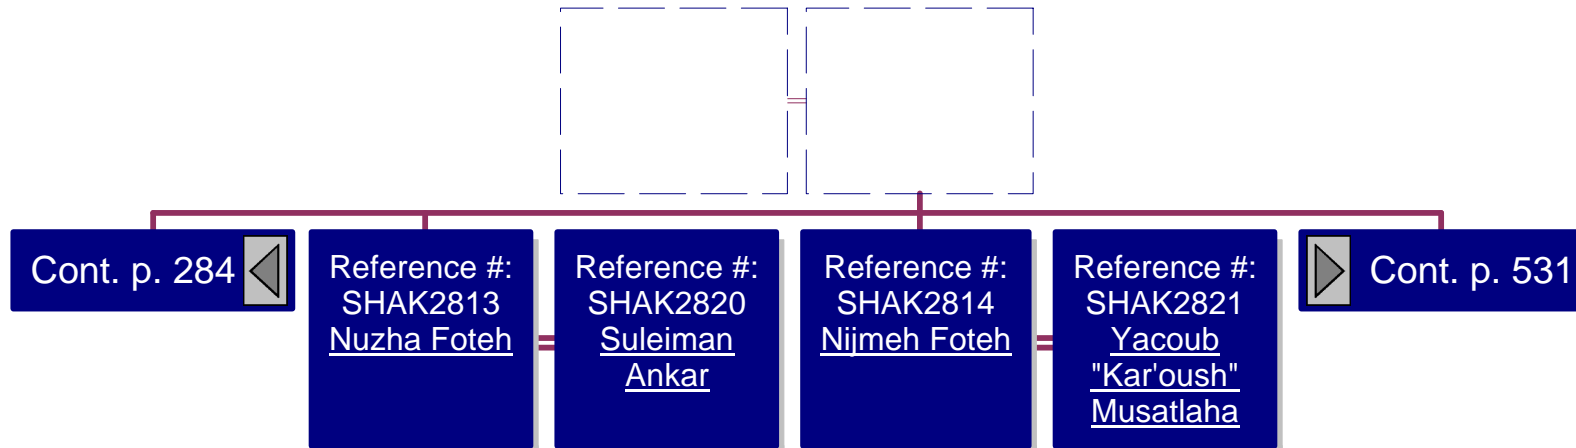 Cont. p. 284
Reference #:
SHAK2813
Nuzha Foteh
Reference #:
SHAK2820
Suleiman
Ankar
Reference #:
SHAK2814
Nijmeh Foteh
Reference #:
SHAK2821
Yacoub
"Kar'oush"
Musatlaha
Cont. p. 531